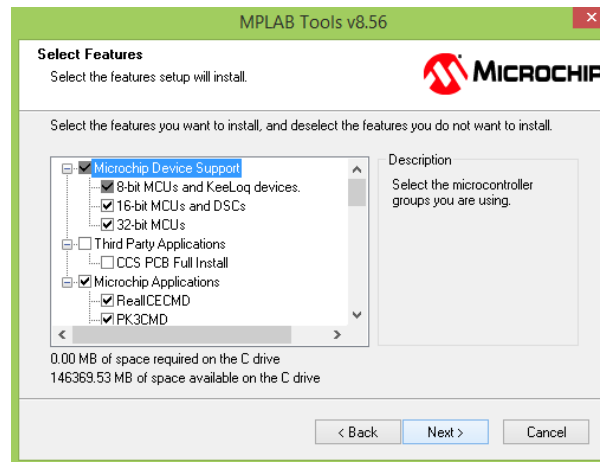 MPLAB Tools v8.56
Select Features
Select the features setup will install.
MICROCHIP
Select the features you want to install, and deselect the features you do not want to install.
Microchip Device Support
8-bit MCUs and KeeLoq devices.
16-bit MCUs and DSCs
32-bit MCUs
Third Party Applications
CCS PCB Full Install
Microchip Applications
RealICECMD
PK3CMD
Description
Select the microcontroller
groups you are using.
0.00 MB of space required on the C drive
146369.53 MB of space available on the C drive
< Back
Next >
Cancel